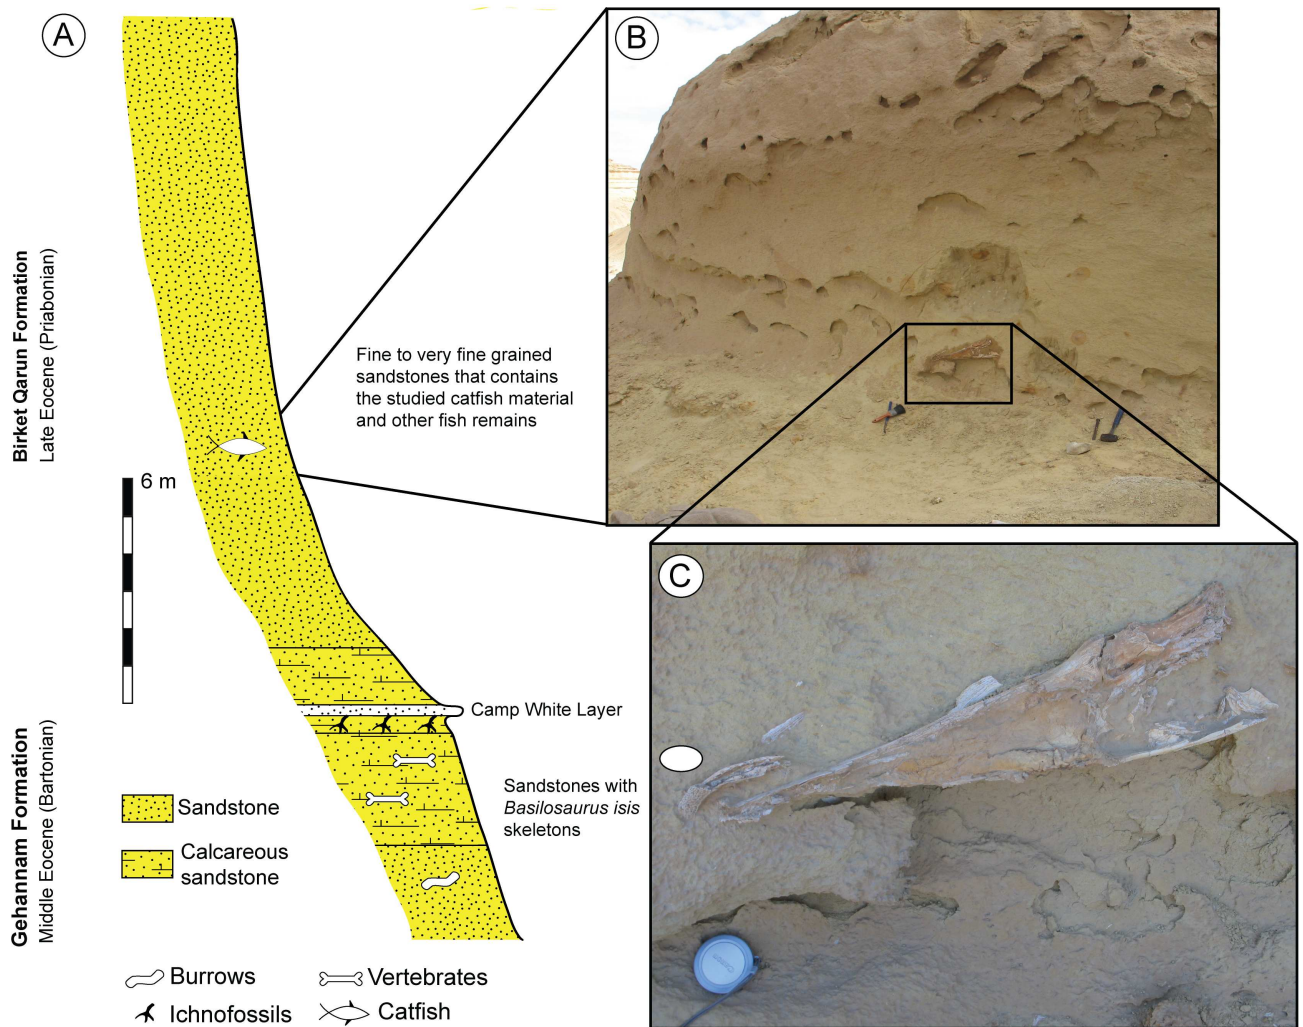 A
B
Birket Qarun Formation
Late Eocene (Priabonian)
Fine to very fine grained
sandstones that contains
the studied catfish material
and other fish remains
6 m
C
Camp White Layer
Gehannam Formation
Middle Eocene (Bartonian)
Sandstones with
Basilosaurus isis
skeletons
Sandstone
Calcareous
sandstone
Burrows
Vertebrates
Ichnofossils
Catfish